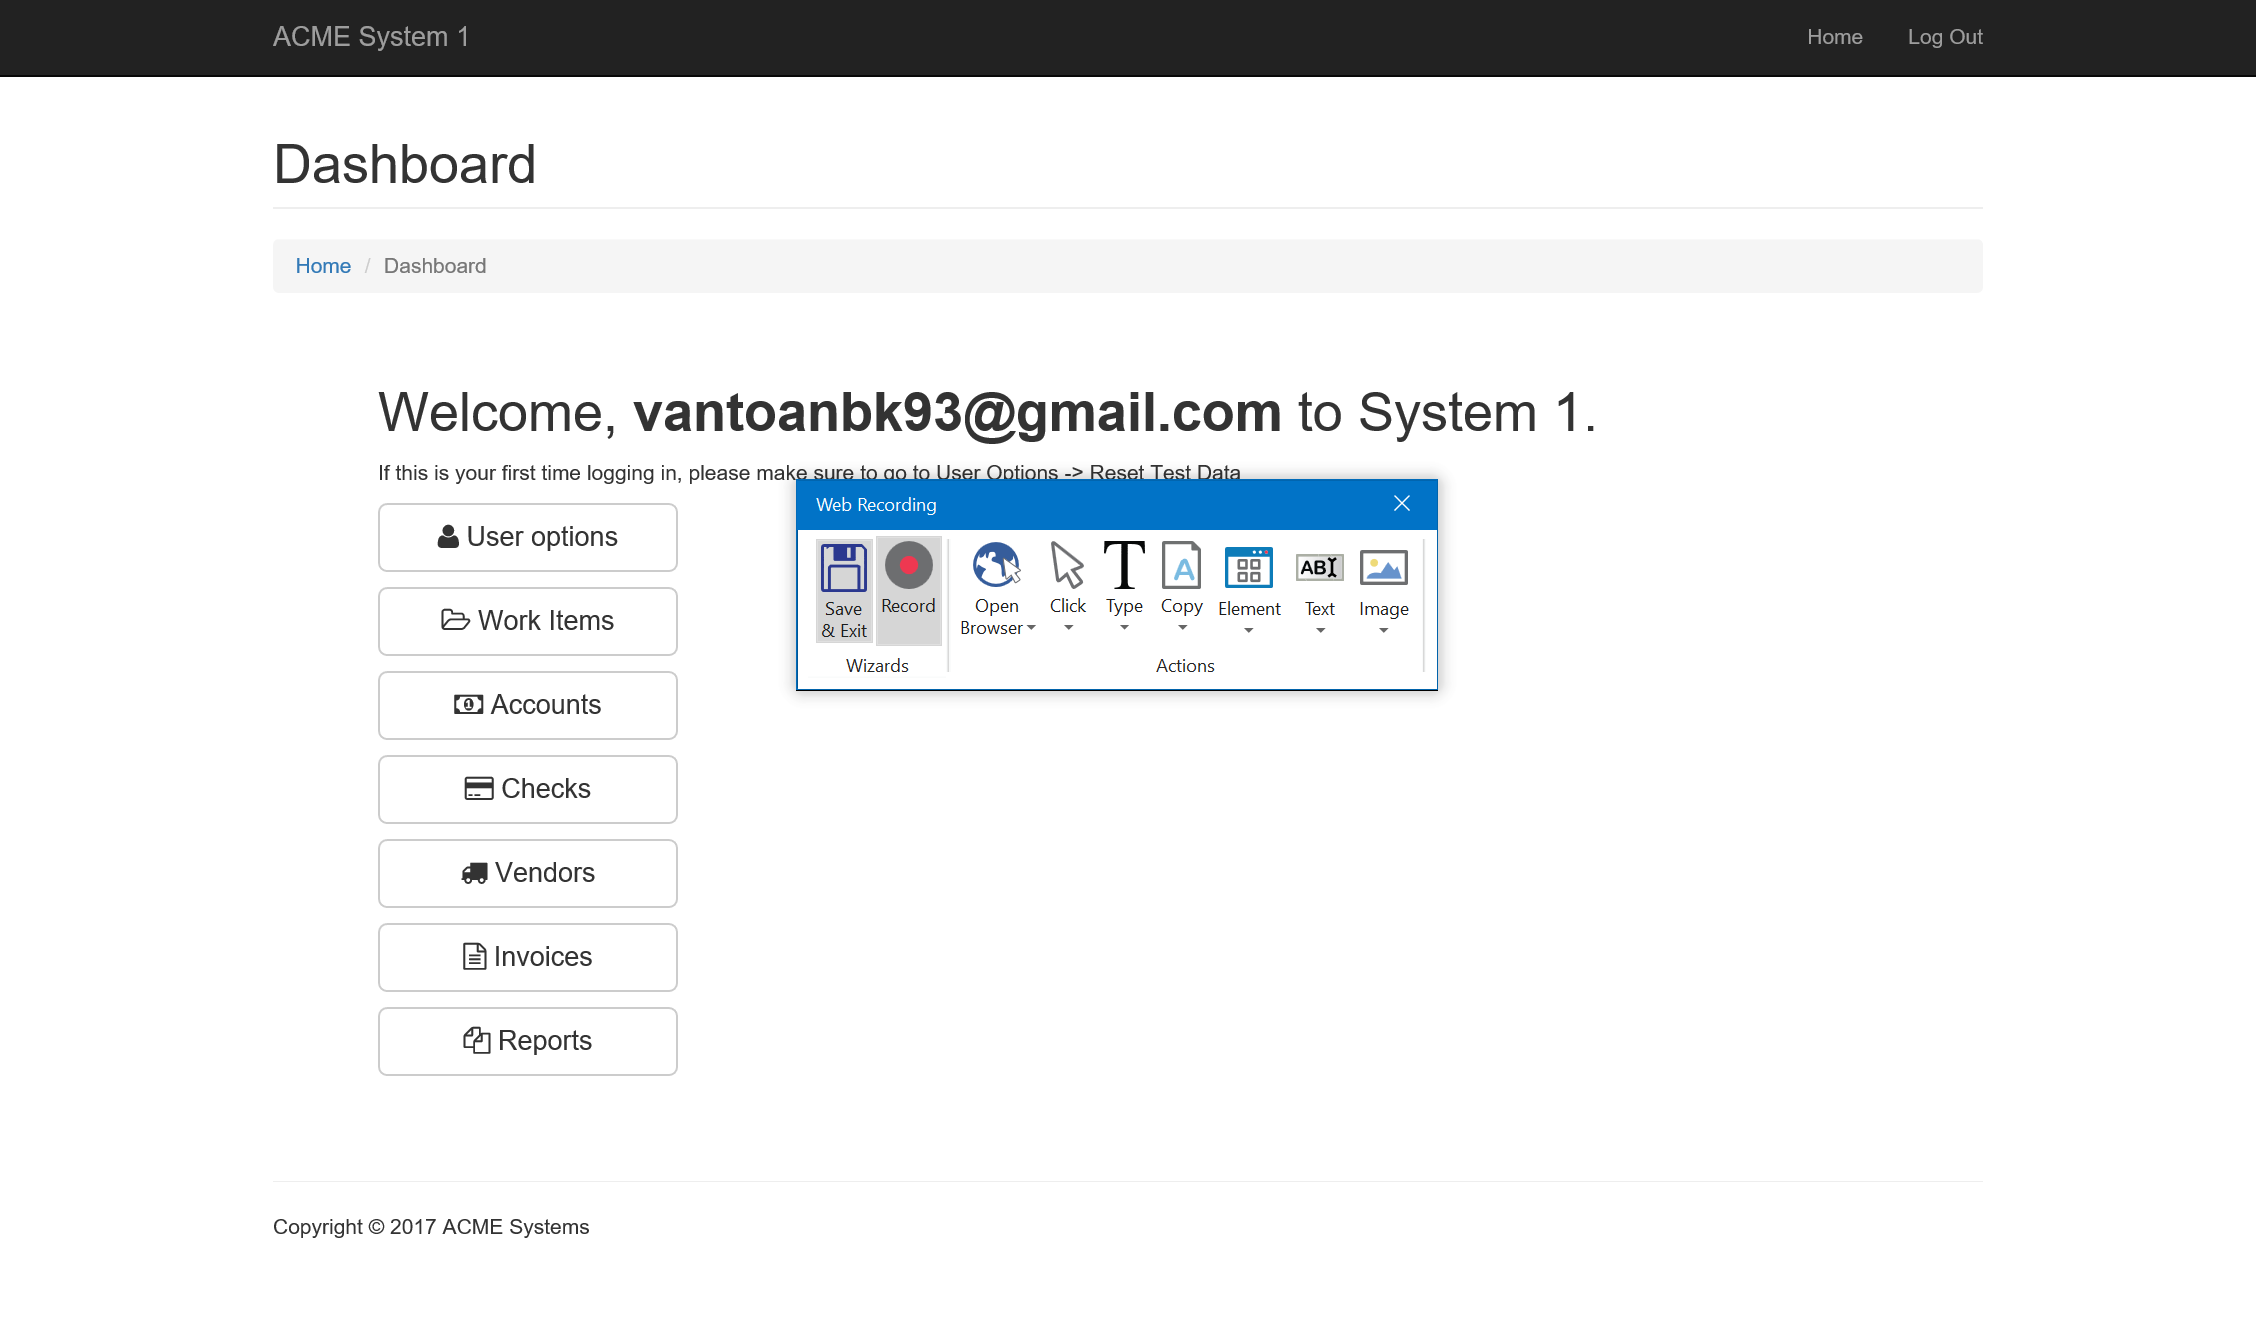 ACME System 1
Home
Log Out
Dashboard
Home / Dashboard
Welcome, vantoanbk93@gmail.com to System 1.
If this is your first time logging in, please make sure to go to User Options -> Reset Test Data
User options
Work Items
Accounts
Checks
Vendors
Invoices
Reports
Web Recording
Save
& Exit
Record
Open
Browser
Click
Type
Copy
Element
ABI
Text
Image
Wizards
Actions
Copyright © 2017 ACME Systems